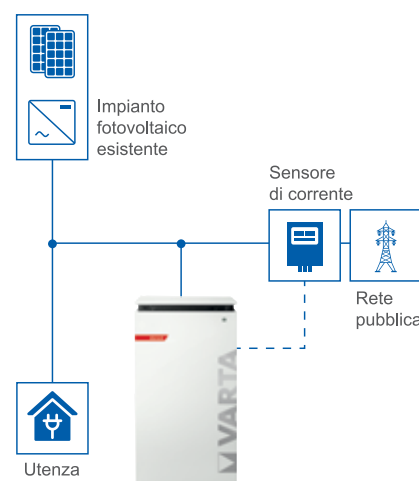 Impianto
fotovoltaico
esistente
Sensore
di corrente
Rete
pubblica
VARTA
Utenza